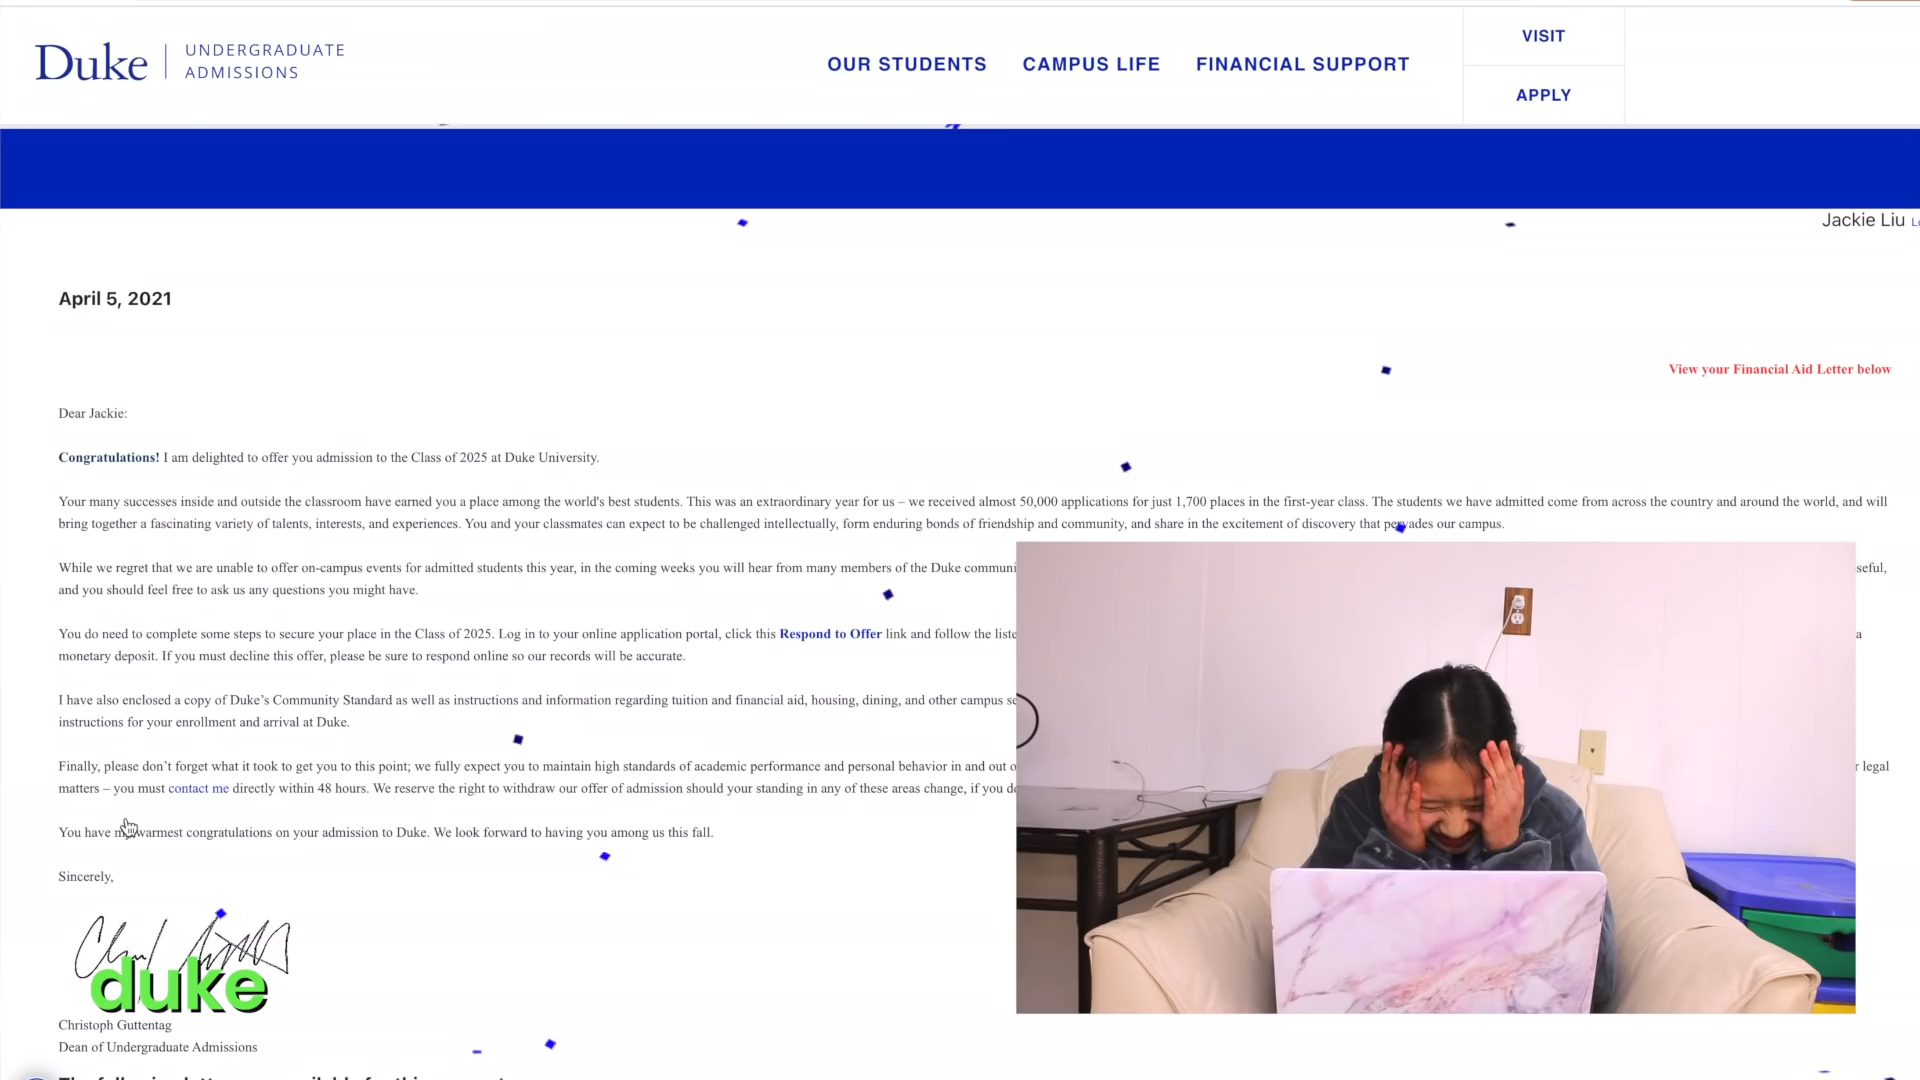 Duke
UNDERGRADUATE
ADMISSIONS
OUR STUDENTS
CAMPUS LIFE
FINANCIAL SUPPORT
VISIT
APPLY
Jackie Liu
April 5, 2021
View your Financial Aid Letter below
Dear Jackie:
Congratulations! I am delighted to offer you admission to the Class of 2025 at Duke University.
Your many successes inside and outside the classroom have earned you a place among the world's best students. This was an extraordinary year for us – we received almost 50,000 applications for just 1,700 places in the first-year class. The students we have admitted come from across the country and around the world, and will
bring together a fascinating variety of talents, interests, and experiences. You and your classmates can expect to be challenged intellectually, form enduring bonds of friendship and community, and share in the excitement of discovery that pervades our campus.
While we regret that we are unable to offer on-campus events for admitted students this year, in the coming weeks you will hear from many members of the Duke communi seful,
and you should feel free to ask us any questions you might have.
You do need to complete some steps to secure your place in the Class of 2025. Log in to your online application portal, click this Respond to Offer link and follow the liste a
monetary deposit. If you must decline this offer, please be sure to respond online so our records will be accurate.
I have also enclosed a copy of Duke’s Community Standard as well as instructions and information regarding tuition and financial aid, housing, dining, and other campus se
instructions for your enrollment and arrival at Duke.
Finally, please don’t forget what it took to get you to this point; we fully expect you to maintain high standards of academic performance and personal behavior in and out o r legal
matters – you must contact me directly within 48 hours. We reserve the right to withdraw our offer of admission should your standing in any of these areas change, if you do
You have my warmest congratulations on your admission to Duke. We look forward to having you among us this fall.
Sincerely,
duke
Christoph Guttentag
Dean of Undergraduate Admissions